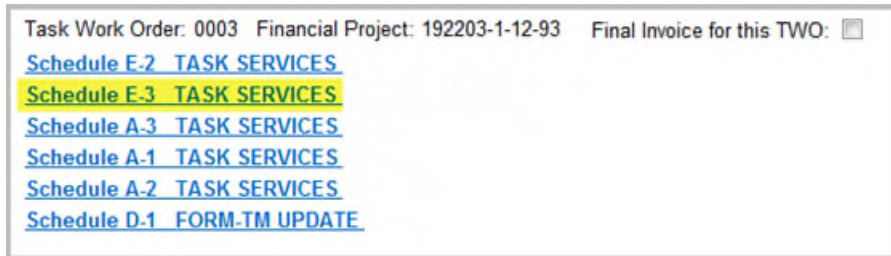 Task Work Order: 0003 Financial Project: 192203-1-12-93 Final Invoice for this TWO:
Schedule E-2 TASK SERVICES
Schedule E-3 TASK SERVICES
Schedule A-3 TASK SERVICES
Schedule A-1 TASK SERVICES
Schedule A-2 TASK SERVICES
Schedule D-1 FORM-TM UPDATE